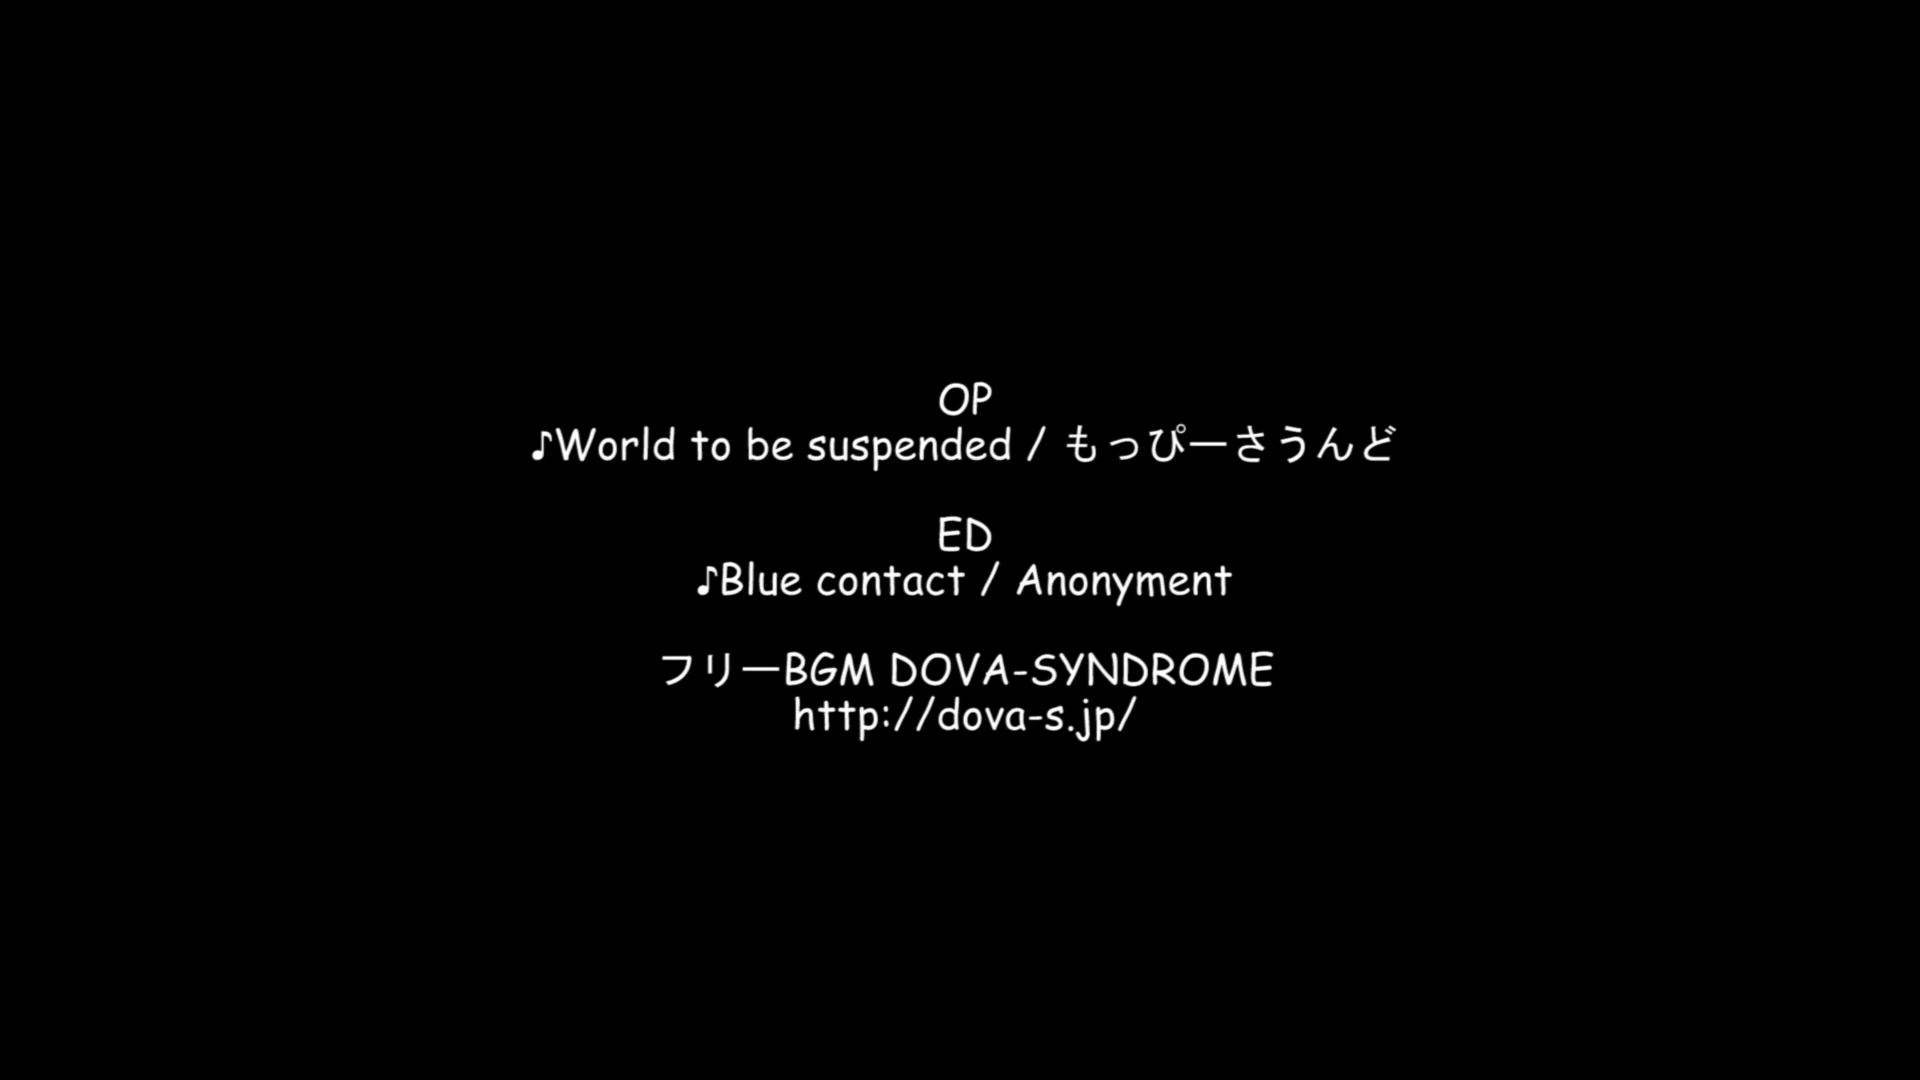 OP
♪World to be suspended / もっぴーさうんど
ED
♪Blue contact / Anonyment
フリーBGM DOVA-SYNDROME
http://dova-s.jp/